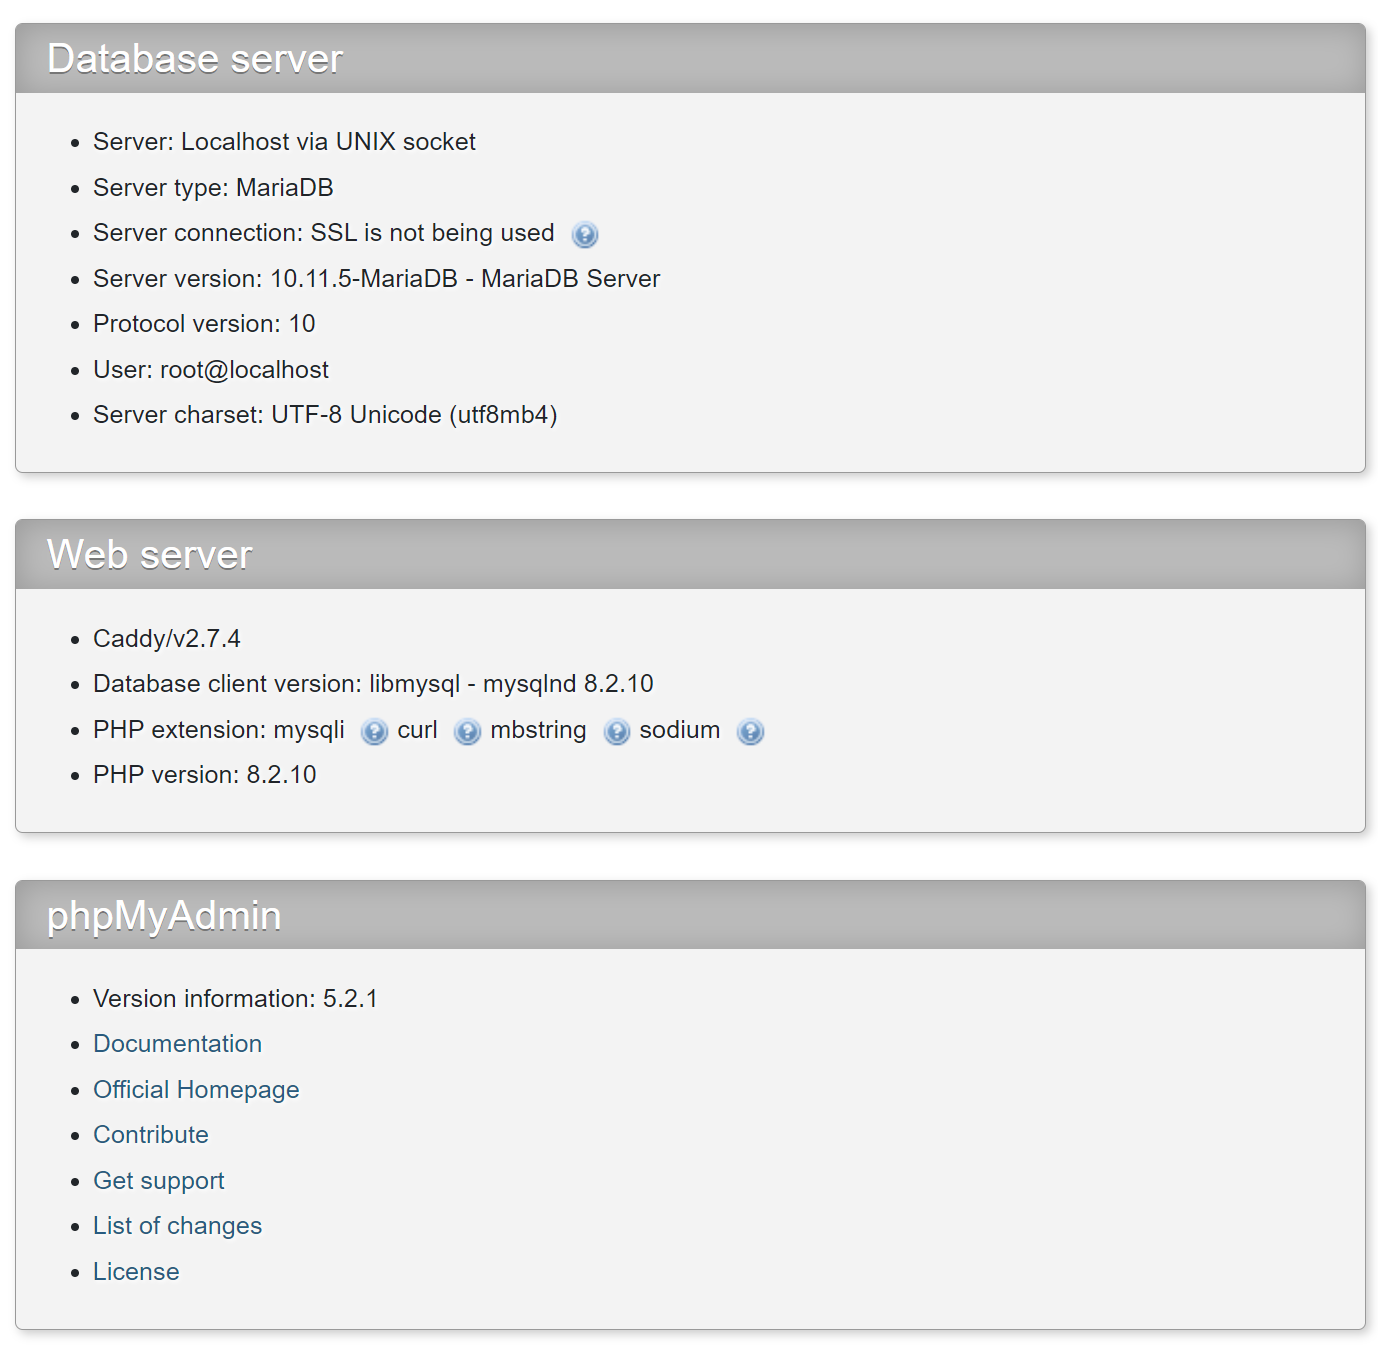 Database server
Server: Localhost via UNIX socket
Server type: MariaDB
Server connection: SSL is not being used
Server version: 10.11.5-MariaDB - MariaDB Server
Protocol version: 10
User: root@localhost
Server charset: UTF-8 Unicode (utf8mb4)
Web server
Caddy/v2.7.4
Database client version: libmysql - mysqlnd 8.2.10
PHP extension: mysqli curl mbstring sodium
PHP version: 8.2.10
phpMyAdmin
Version information: 5.2.1
Documentation
Official Homepage
Contribute
Get support
List of changes
License